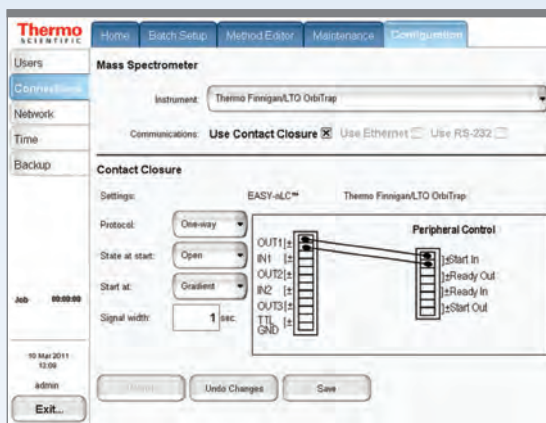 Thermo
SCIENTIFIC
Home
Batch Setup
Method Editor
Maintenance
Configuration
Users
Connections
Network
Time
Backup
Job 00:00:00
10 Mar 2011
admin
Exit...
Mass Spectrometer
Instrument: Thermo Finnigan/LTQ OrbiTrap
Communications: Use Contact Closure Use Ethernet Use RS-232
Contact Closure
Settings: EASY-nLC™ Thermo Finnigan/LTQ OrbiTrap
Protocol: One-way
State at start: Open
Start at: Gradient
Signal width: 1 sec.
OUT1[±
IN1 [±
OUT2[±
IN2 [±
OUT3[±
TTL [±
GND
Peripheral Control
]±Start In
]±Ready Out
]±Ready In
]±Start Out
Undo Changes
Save